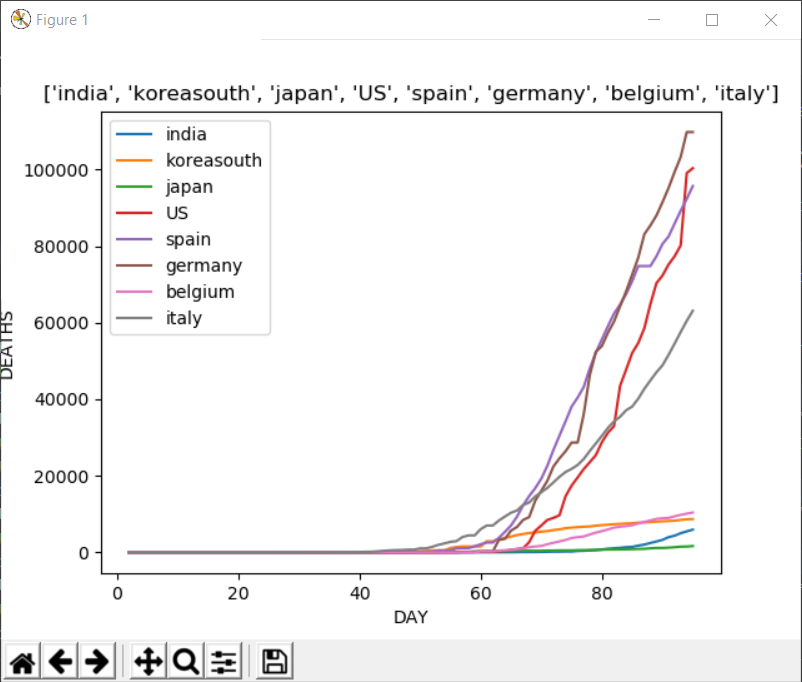 Figure 1
['india', 'koreasouth', 'japan', 'US', 'spain', 'germany', 'belgium', 'italy']
india
koreasouth
japan
US
spain
germany
belgium
italy
100000
80000
60000
40000
20000
0
DEATHS
0 20 40 60 80
DAY